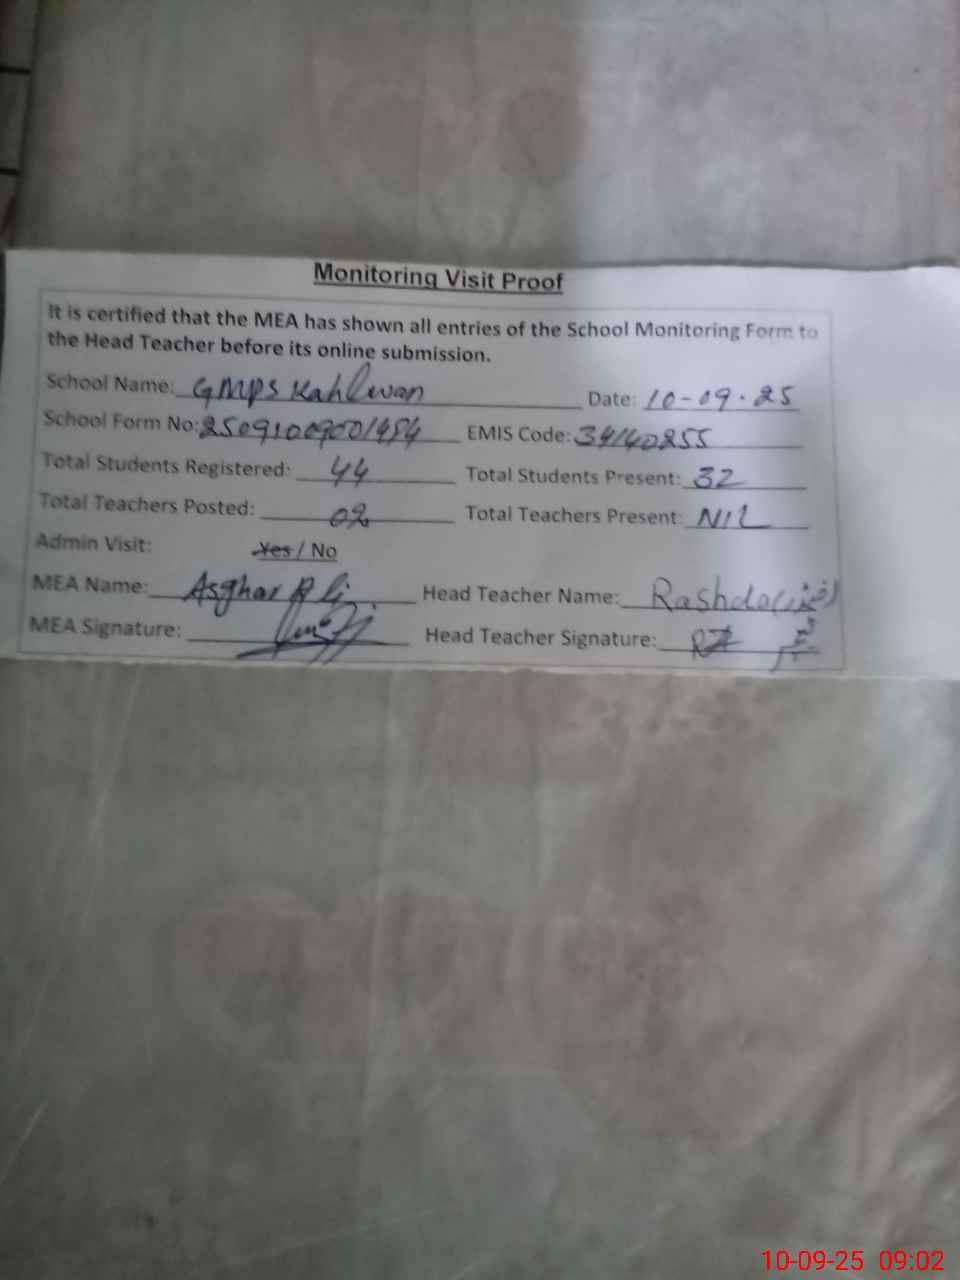 Monitoring Visit Proof
It is certified that the MEA has shown all entries of the School Monitoring Form to
the Head Teacher before its online submission.
School Name: GMPS Kahlwan Date: 10-09-25
School Form No: 2509100900 EMIS Code: 34140255
Total Students Registered: 44 Total Students Present: 32
Total Teachers Posted: Total Teachers Present: NIL
Admin Visit: Yes / No
MEA Name: Asghar Ali Head Teacher Name: Rashda
MEA Signature: Head Teacher Signature:
10-09-25 09:02